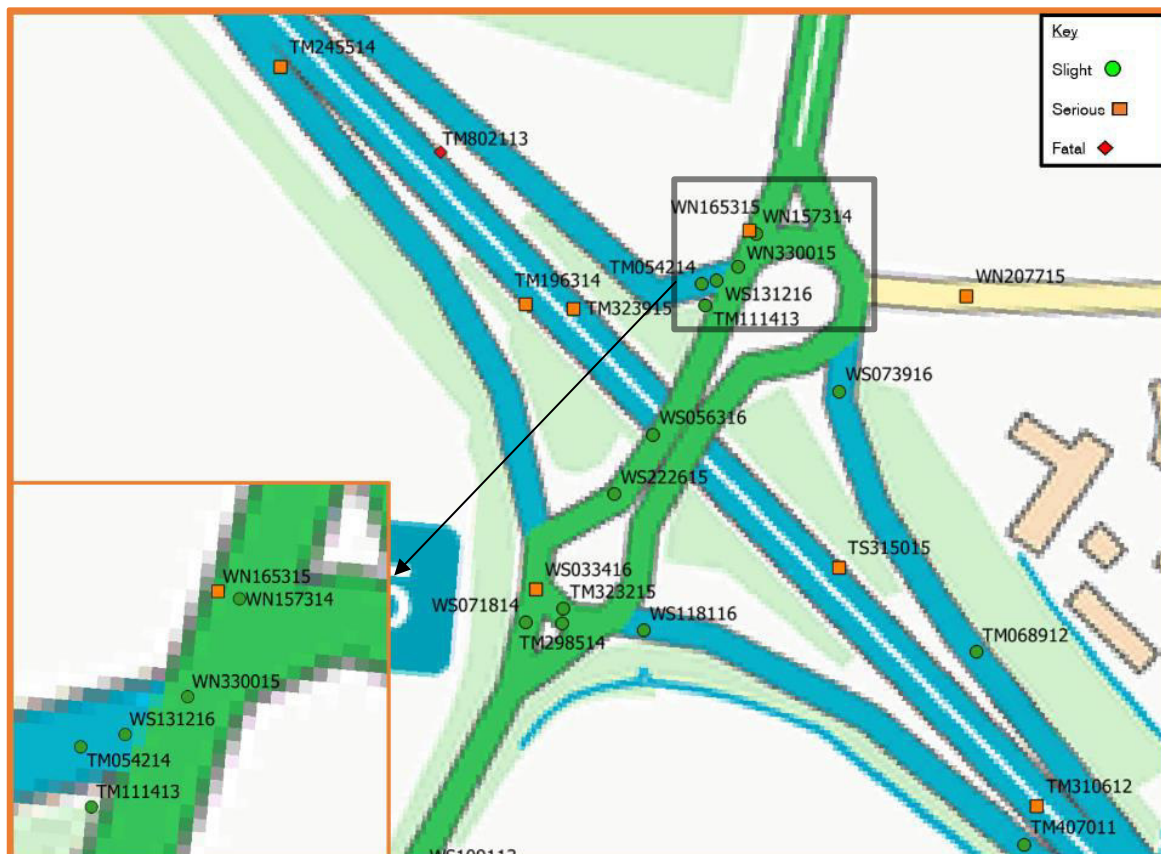 Key
Slight
Serious
Fatal
TM245514
TM802113
WN165315
WN157314
WN330015
TM054214
WS131216
TM111413
WN207715
TM196314
TM323915
WS073916
WS056316
WS222615
TS315015
WS033416
TM323215
WS071814
TM298514
WS118116
TM068912
TM310612
TM407011
WN165315
WN157314
WN330015
WS131216
TM054214
TM111413